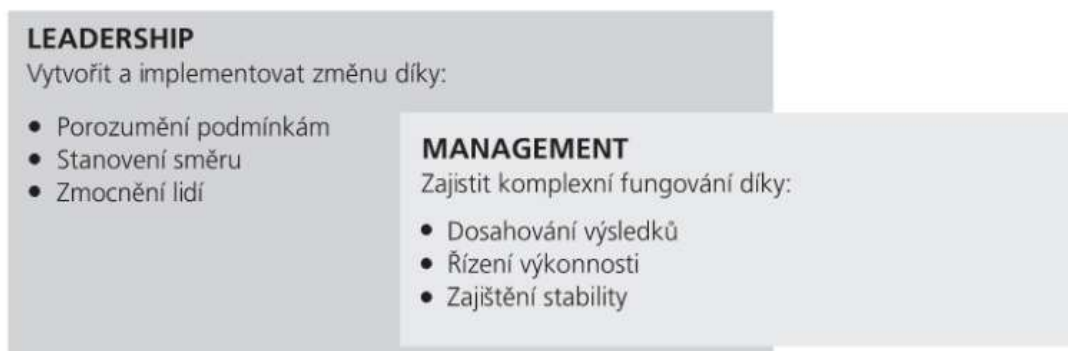 LEADERSHIP
Vytvořit a implementovat změnu díky:
• Porozumění podmínkám
• Stanovení směru
• Zmocnění lidí
MANAGEMENT
Zajistit komplexní fungování díky:
• Dosahování výsledků
• Řízení výkonnosti
• Zajištění stability